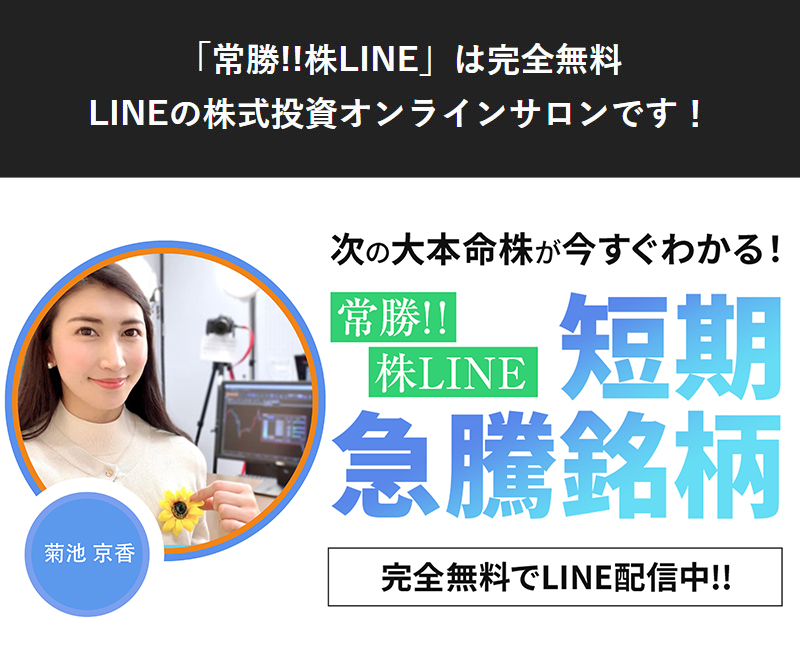 「常勝!!株LINE」は完全無料
LINEの株式投資オンラインサロンです！
次の大本命株が今すぐわかる！
常勝!!
株LINE
短期
急騰銘柄
菊池 京香
完全無料でLINE配信中!!